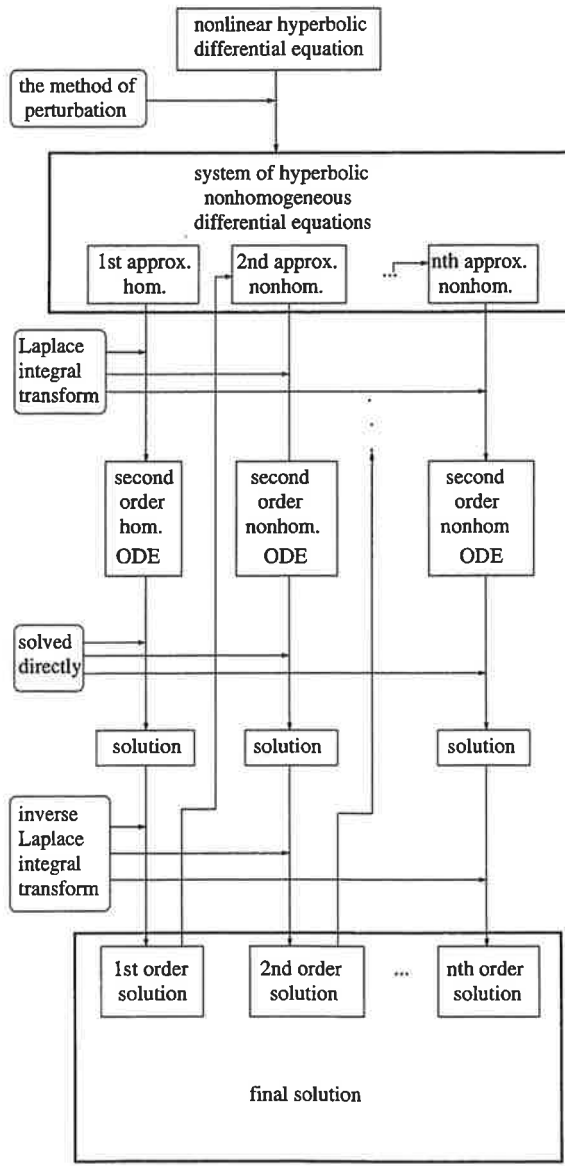 nonlinear hyperbolic
differential equation
the method of
perturbation
system of hyperbolic
nonhomogeneous
differential equations
1st approx.
hom.
2nd approx.
nonhom.
...
nth approx.
nonhom.
Laplace
integral
transform
second
order
hom.
ODE
second
order
nonhom.
ODE
second
order
nonhom
ODE
solved
directly
solution
solution
solution
inverse
Laplace
integral
transform
1st order
solution
2nd order
solution
...
nth order
solution
final solution